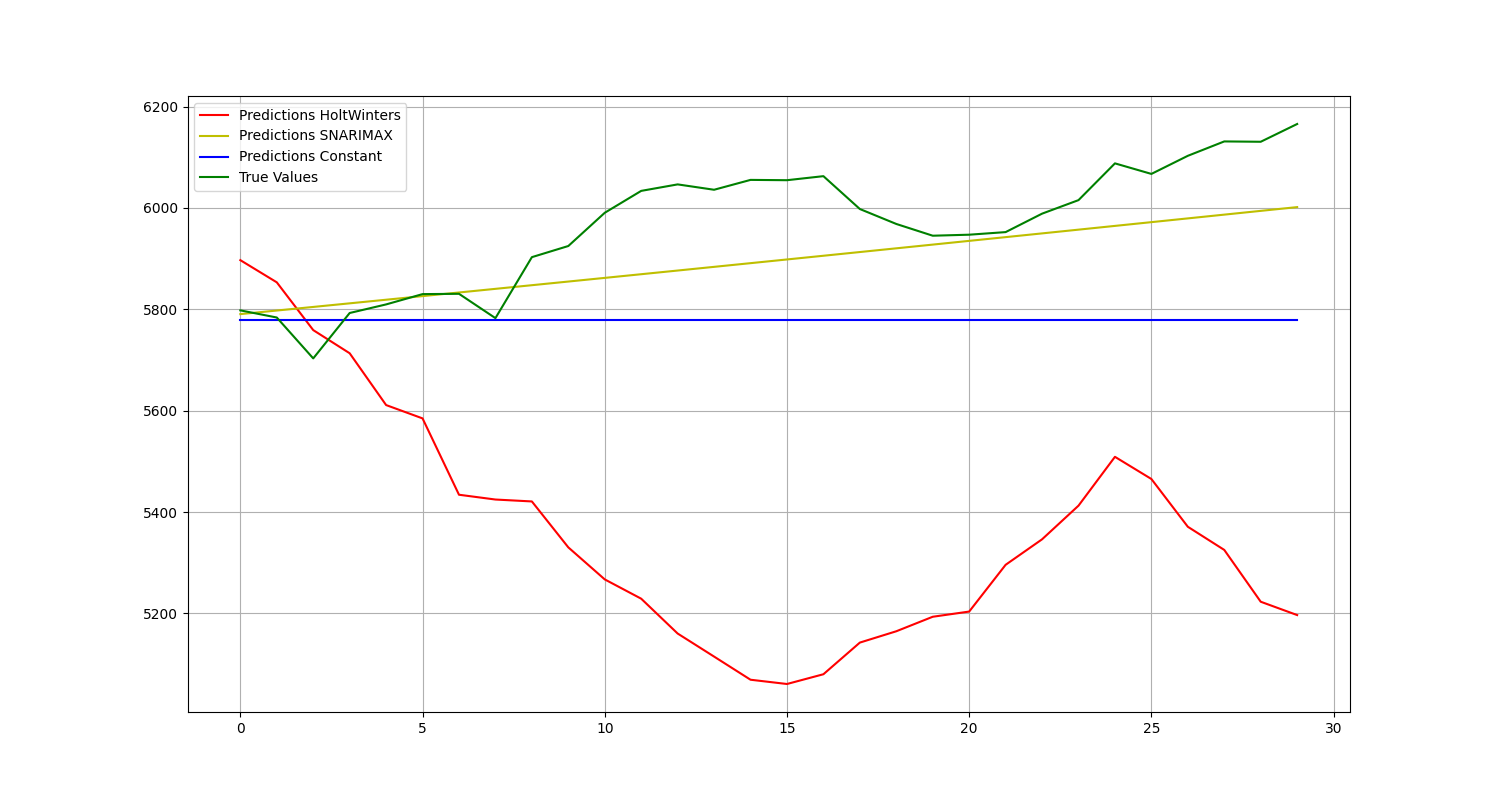 Predictions HoltWinters
Predictions SNARIMAX
Predictions Constant
True Values
6200
6000
5800
5600
5400
5200
0 5 10 15 20 25 30